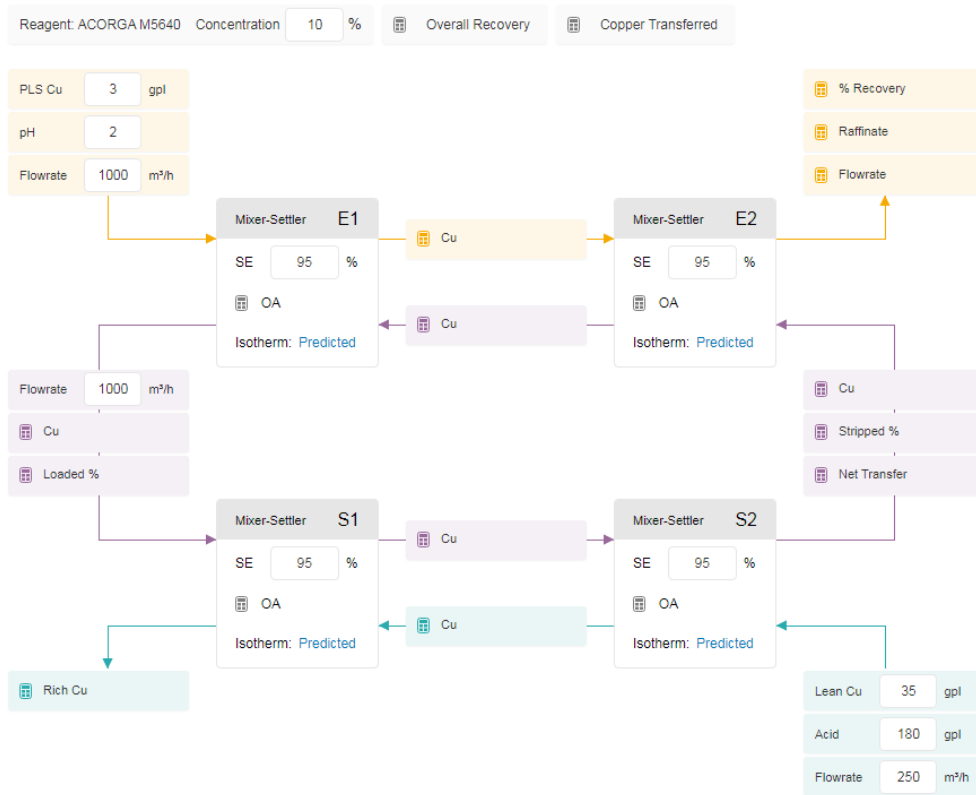 Reagent: ACORGA M5640 Concentration 10 % Overall Recovery Copper Transferred
PLS Cu 3 gpl
pH 2
Flowrate 1000 m³/h
% Recovery
Raffinate
Flowrate
Mixer-Settler E1
SE 95 %
OA
Isotherm: Predicted
Cu
Cu
Mixer-Settler E2
SE 95 %
OA
Isotherm: Predicted
Flowrate 1000 m³/h
Cu
Loaded %
Cu
Stripped %
Net Transfer
Mixer-Settler S1
SE 95 %
OA
Isotherm: Predicted
Cu
Cu
Mixer-Settler S2
SE 95 %
OA
Isotherm: Predicted
Rich Cu
Lean Cu 35 gpl
Acid 180 gpl
Flowrate 250 m³/h